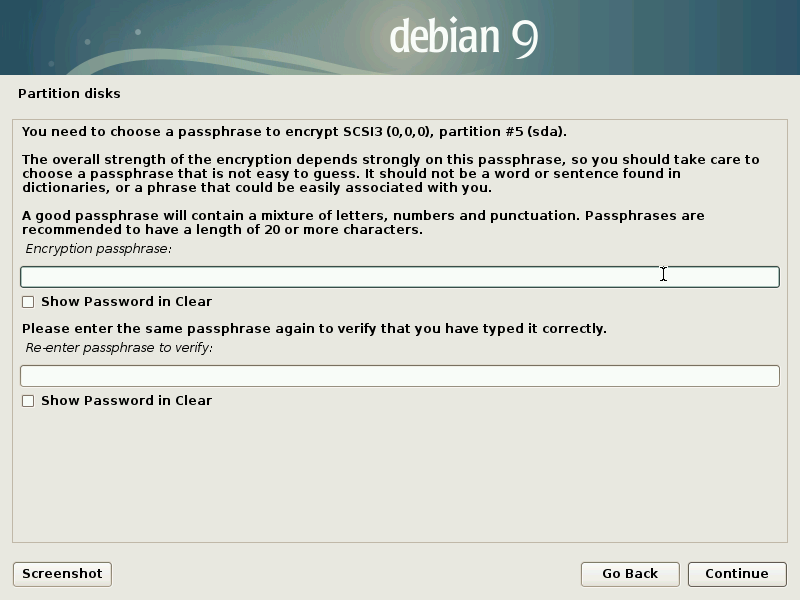 debian 9
Partition disks
You need to choose a passphrase to encrypt SCSI3 (0,0,0), partition #5 (sda).
The overall strength of the encryption depends strongly on this passphrase, so you should take care to
choose a passphrase that is not easy to guess. It should not be a word or sentence found in
dictionaries, or a phrase that could be easily associated with you.
A good passphrase will contain a mixture of letters, numbers and punctuation. Passphrases are
recommended to have a length of 20 or more characters.
Encryption passphrase:
Show Password in Clear
Please enter the same passphrase again to verify that you have typed it correctly.
Re-enter passphrase to verify:
Show Password in Clear
Screenshot Go Back Continue